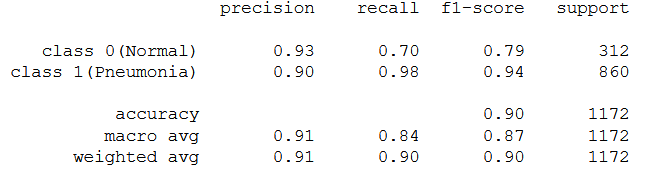 precision recall f1-score support
class 0(Normal) 0.93 0.70 0.79 312
class 1(Pneumonia) 0.90 0.98 0.94 860
accuracy 0.90 1172
macro avg 0.91 0.84 0.87 1172
weighted avg 0.91 0.90 0.90 1172